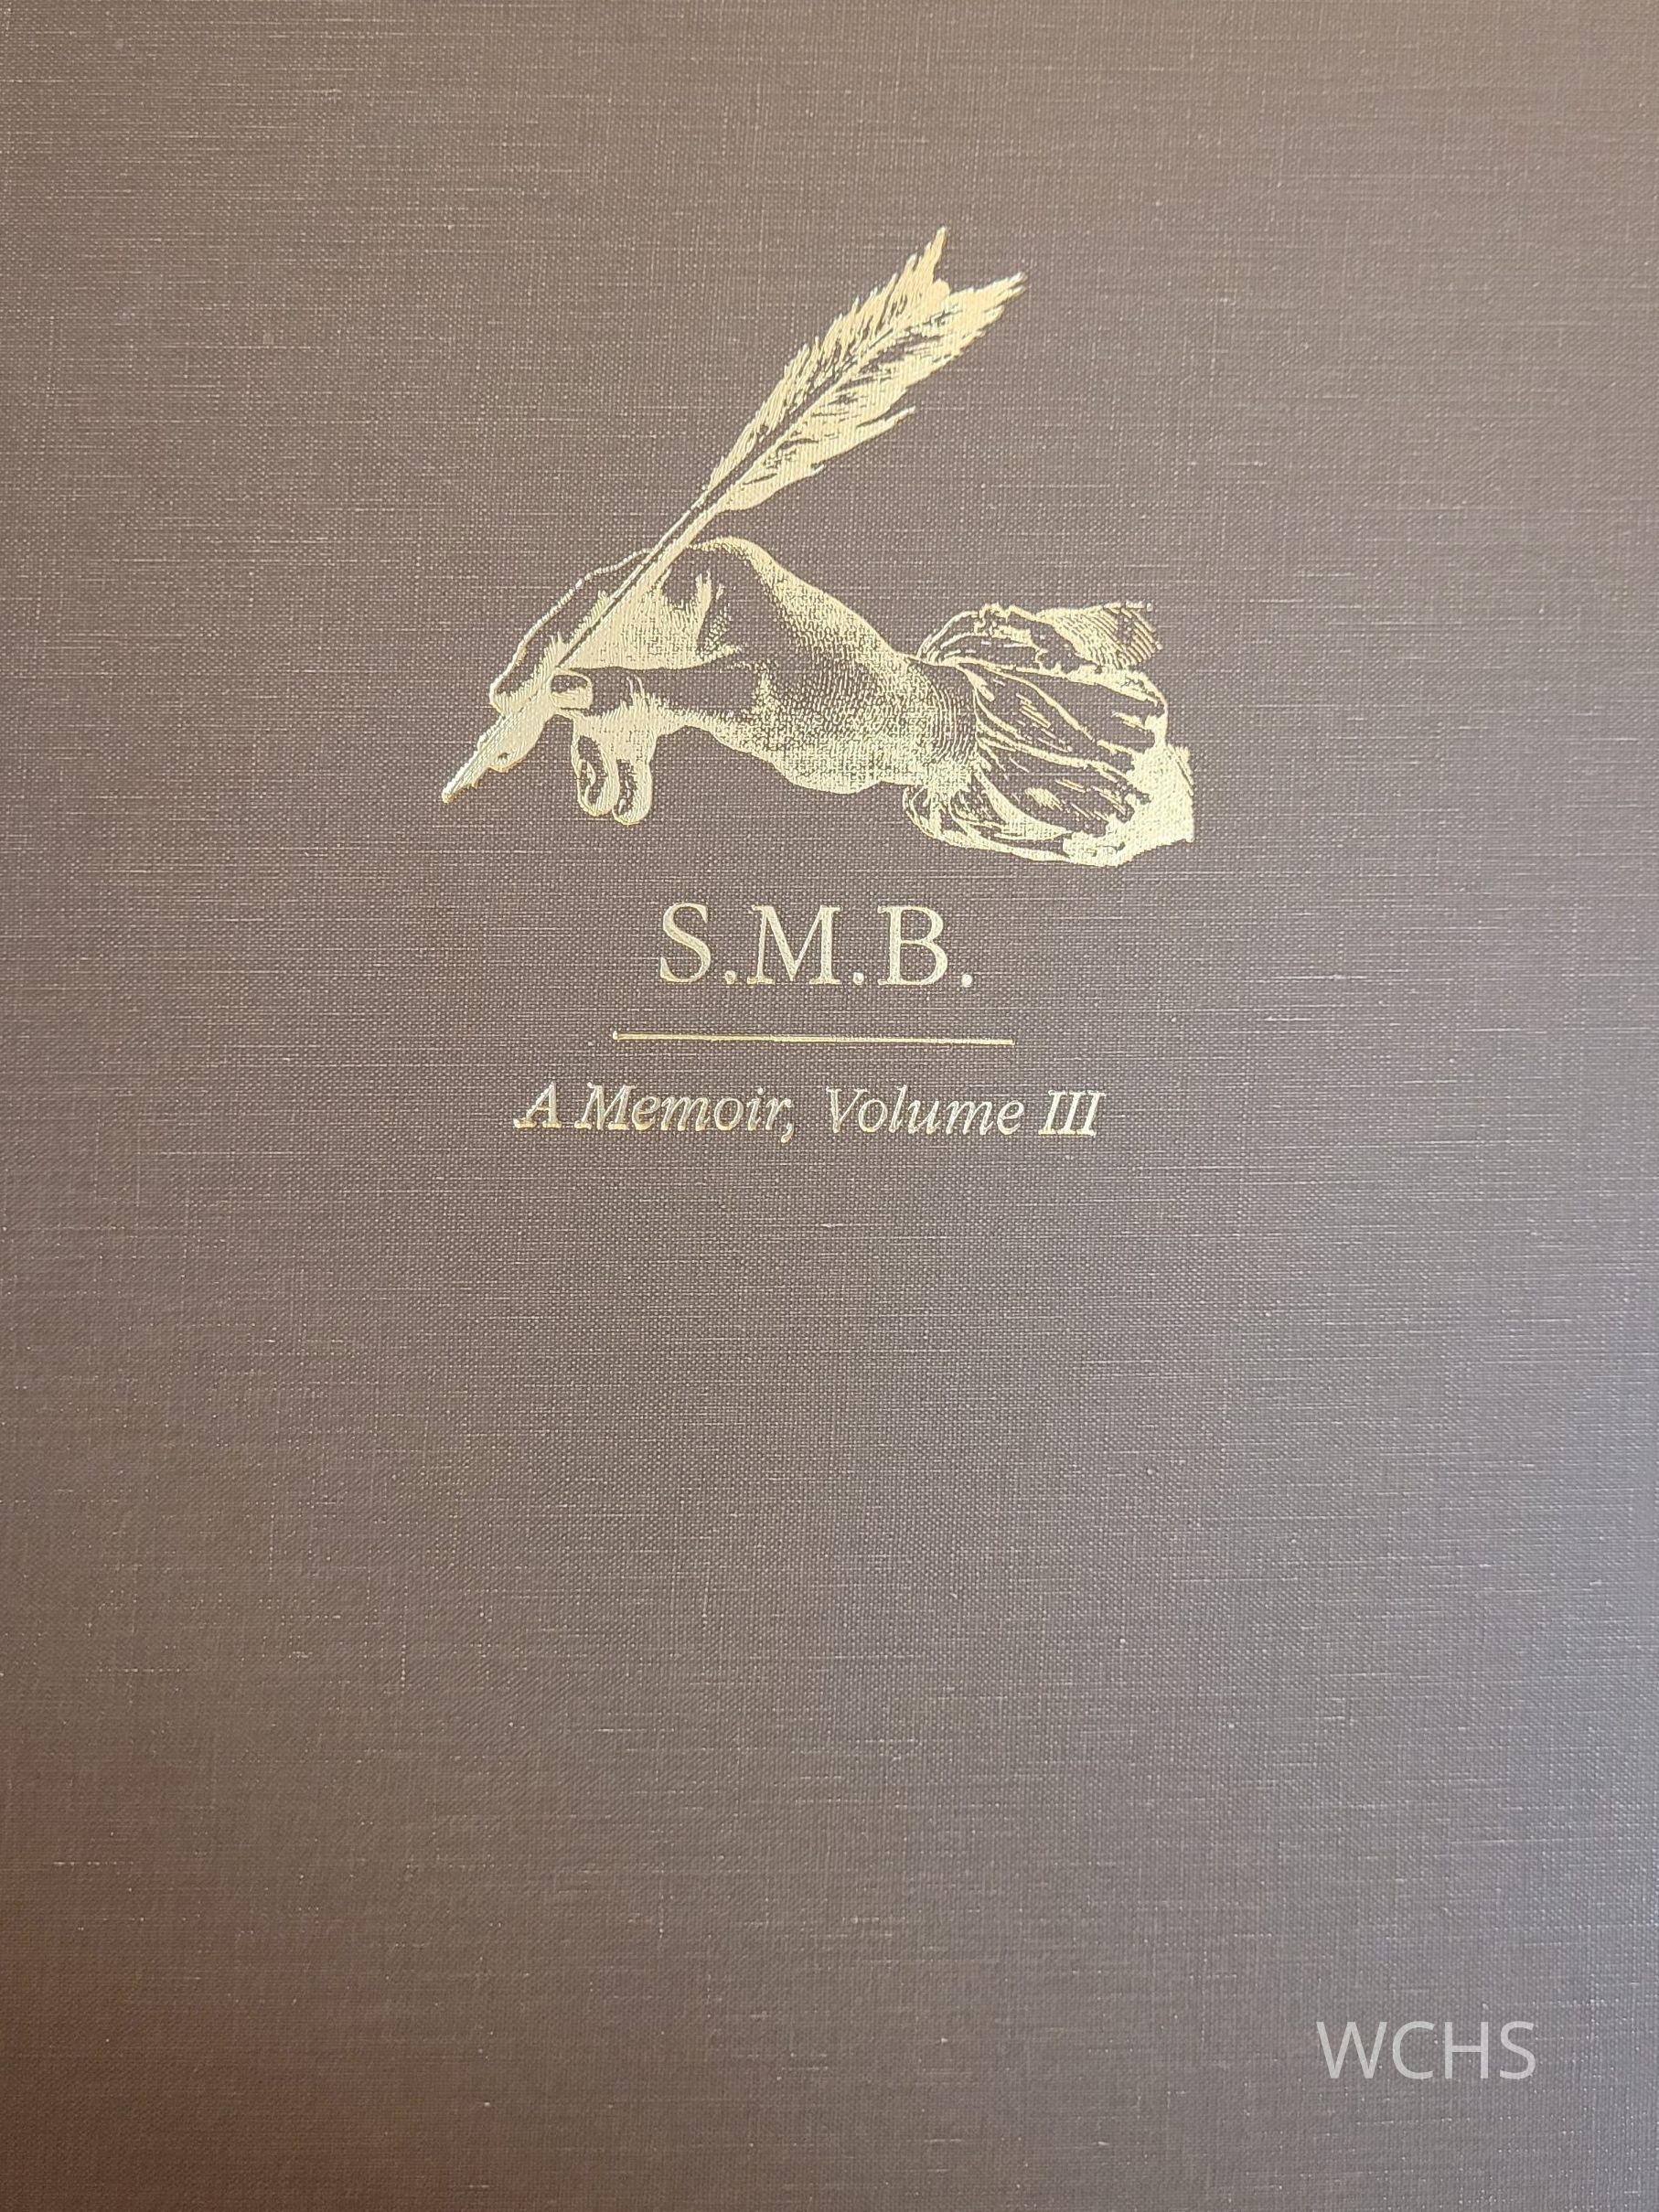 S.M.B.
A Memoir, Volume III
WCHS